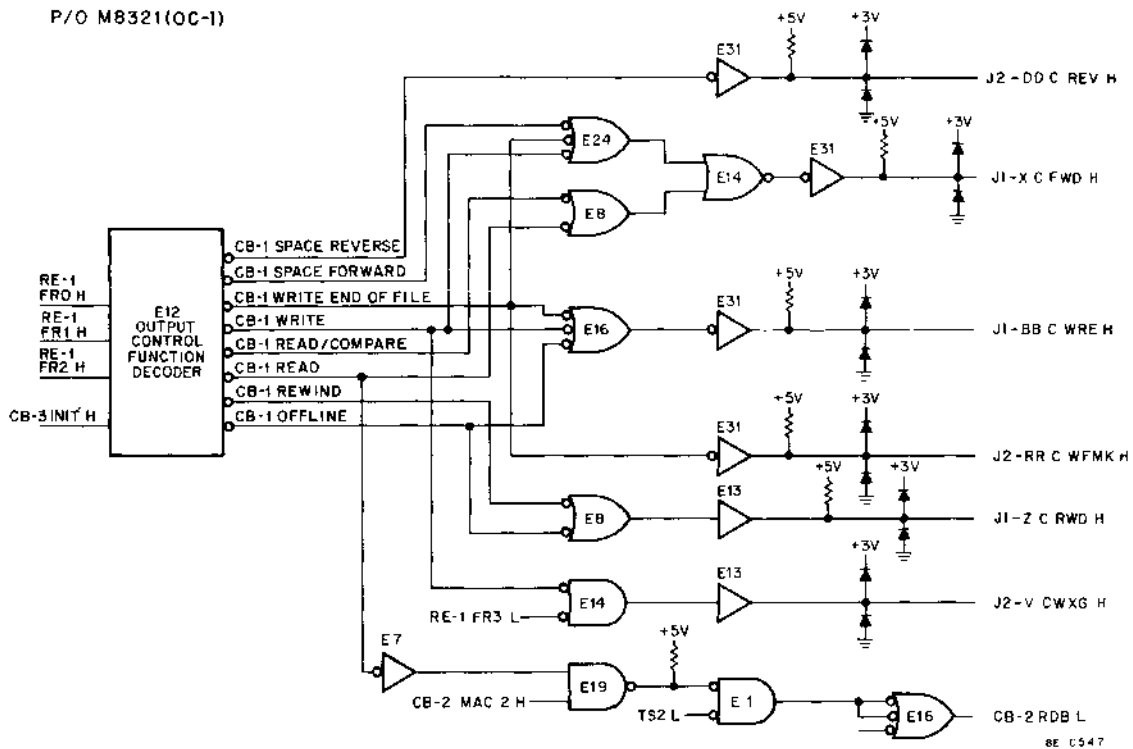 P/O M8321(OC-1)
+5V
+3V
E31
J2-DD C REV H
E24
+5V
+3V
E31
E14
J1-X C FWD H
E8
CB-1 SPACE REVERSE
CB-1 SPACE FORWARD
CB-1 WRITE END OF FILE
CB-1 WRITE
CB-1 READ/COMPARE
CB-1 READ
CB-1 REWIND
CB-1 OFFLINE
RE-1
FR0 H
RE-1
FR1 H
RE-1
FR2 H
CB-3 INIT H
E12
OUTPUT
CONTROL
FUNCTION
DECODER
+5V
+3V
E16
E31
J1-BB C WRE H
+5V
+3V
E31
J2-RR C WFMK H
+5V
+3V
E8
E13
J1-Z C RWD H
+3V
E13
E14
RE-1 FR3 L
J2-V CWXG H
E7
+5V
E19
CB-2 MAC 2 H
E1
TS2 L
E16
CB-2 RDB L
8E C547